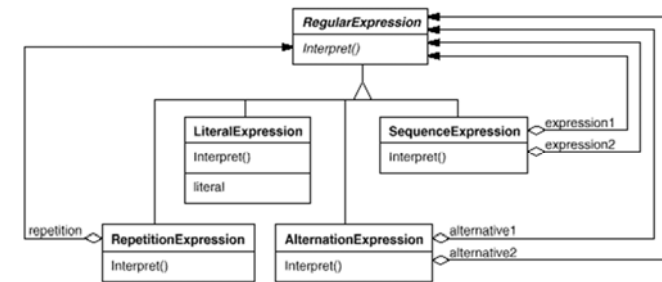 RegularExpression
Interpret()
LiteralExpression
Interpret()
literal
SequenceExpression
Interpret()
expression1
expression2
repetition
RepetitionExpression
Interpret()
AlternationExpression
Interpret()
alternative1
alternative2